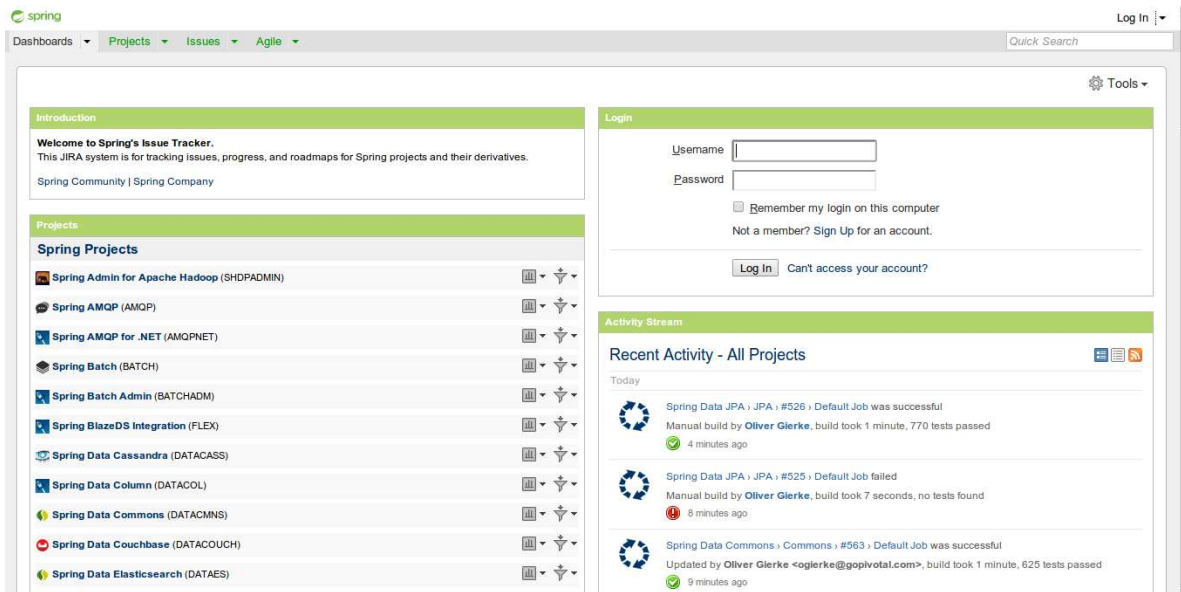 spring
Log In
Dashboards Projects Issues Agile
Quick Search
Tools
Introduction
Welcome to Spring's Issue Tracker.
This JIRA system is for tracking issues, progress, and roadmaps for Spring projects and their derivatives.
Spring Community | Spring Company
Projects
Spring Projects
Spring Admin for Apache Hadoop (SHDPADMIN)
Spring AMQP (AMQP)
Spring AMQP for .NET (AMQPNET)
Spring Batch (BATCH)
Spring Batch Admin (BATCHADM)
Spring BlazeDS Integration (FLEX)
Spring Data Cassandra (DATACASS)
Spring Data Column (DATACOL)
Spring Data Commons (DATACMNS)
Spring Data Couchbase (DATACOUCH)
Spring Data Elasticsearch (DATAES)
Login
Username
Password
Remember my login on this computer
Not a member? Sign Up for an account.
Log In Can't access your account?
Activity Stream
Recent Activity - All Projects
Today
Spring Data JPA › JPA › #526 › Default Job was successful
Manual build by Oliver Gierke, build took 1 minute, 770 tests passed
4 minutes ago
Spring Data JPA › JPA › #525 › Default Job failed
Manual build by Oliver Gierke, build took 7 seconds, no tests found
8 minutes ago
Spring Data Commons › Commons › #563 › Default Job was successful
Updated by Oliver Gierke <ogierke@gopivotal.com>, build took 1 minute, 625 tests passed
9 minutes ago